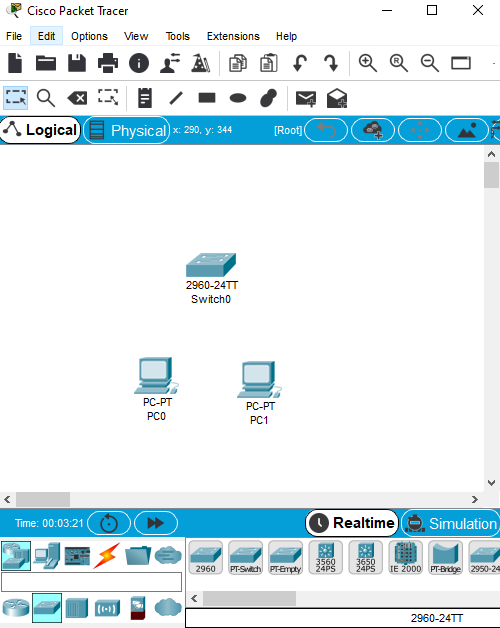 Cisco Packet Tracer
File Edit Options View Tools Extensions Help
Logical Physical x: 290, y: 344 [Root]
2960-24TT
Switch0
PC-PT
PC0
PC-PT
PC1
Time: 00:03:21 Realtime Simulation
2960 PT-Switch PT-Empty 3560 24PS 3650 24PS IE 2000 PT-Bridge 2950-24
2960-24TT